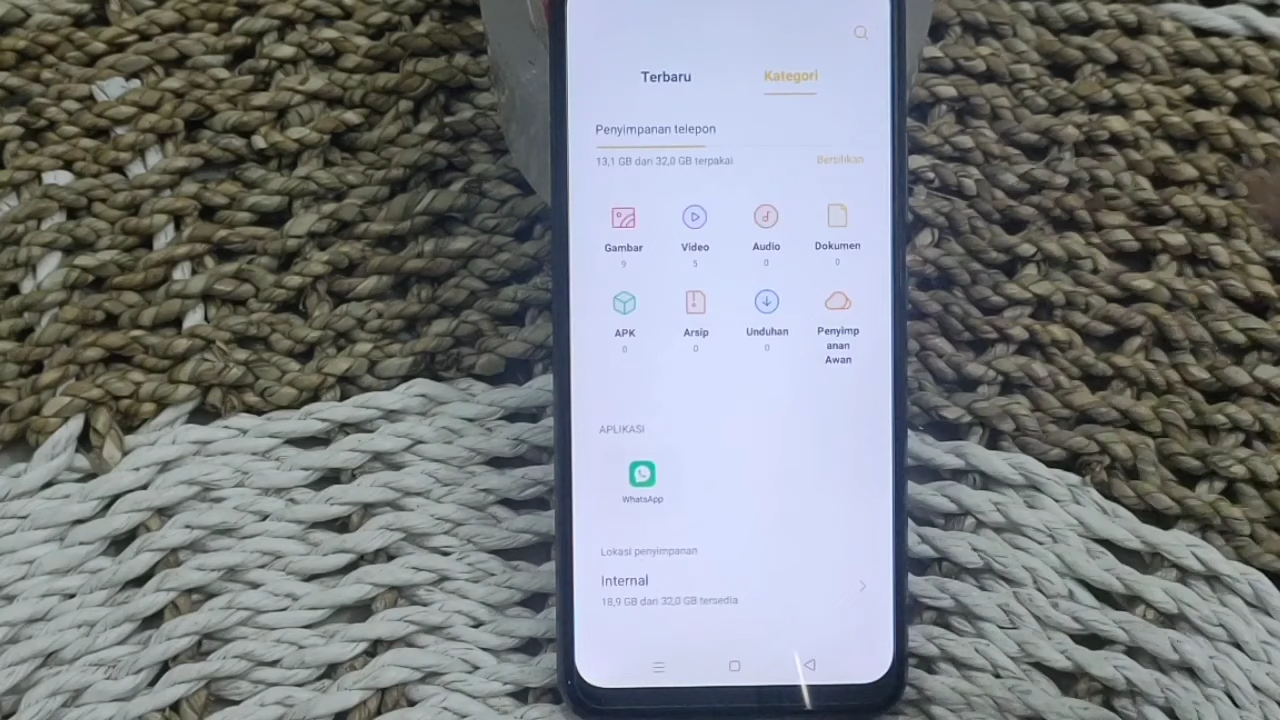 Terbaru Kategori
Penyimpanan telepon
13,1 GB dari 32,0 GB terpakai Bersihkan
Gambar Video Audio Dokumen
9 5 0 0
APK Arsip Unduhan Penyimp
anan
Awan
0 0 0
APLIKASI
WhatsApp
Lokasi penyimpanan
Internal
18,9 GB dari 32,0 GB tersedia